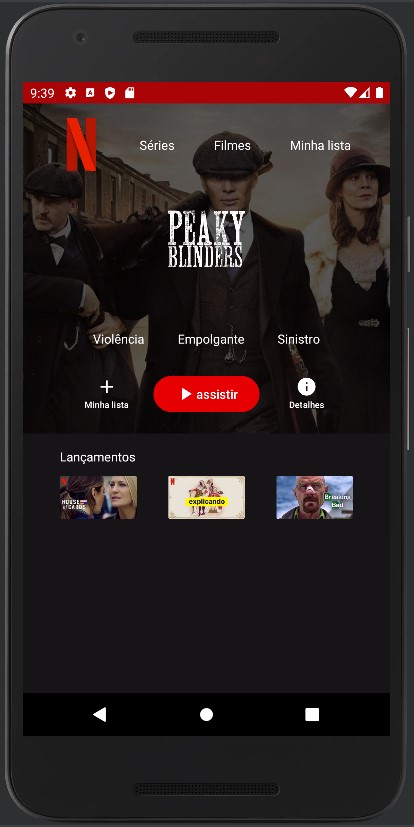 9:39
N
Séries Filmes Minha lista
PEAKY
BLINDERS
Violência Empolgante Sinistro
Minha lista assistir Detalhes
Lançamentos
HOUSE of CARDS
explicando
Breaking
Bad